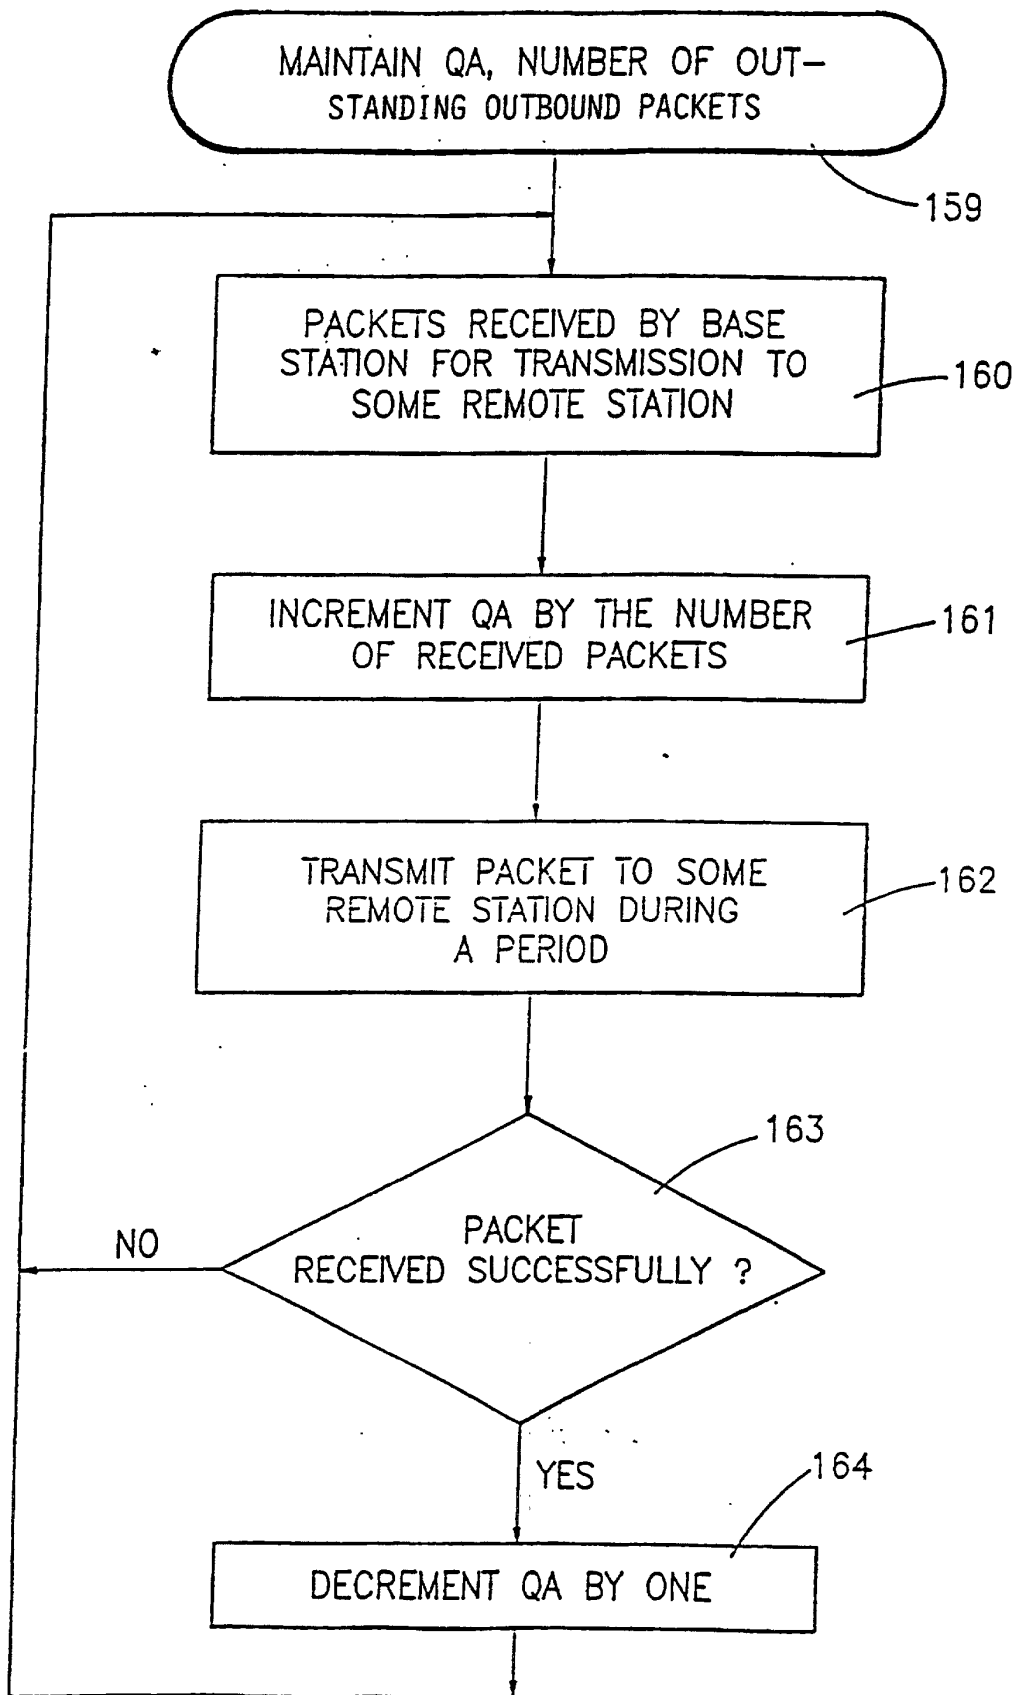 MAINTAIN QA, NUMBER OF OUT-
STANDING OUTBOUND PACKETS
159
PACKETS RECEIVED BY BASE
STATION FOR TRANSMISSION TO
SOME REMOTE STATION
160
INCREMENT QA BY THE NUMBER
OF RECEIVED PACKETS
161
TRANSMIT PACKET TO SOME
REMOTE STATION DURING
A PERIOD
162
163
PACKET
RECEIVED SUCCESSFULLY ?
NO
YES
164
DECREMENT QA BY ONE